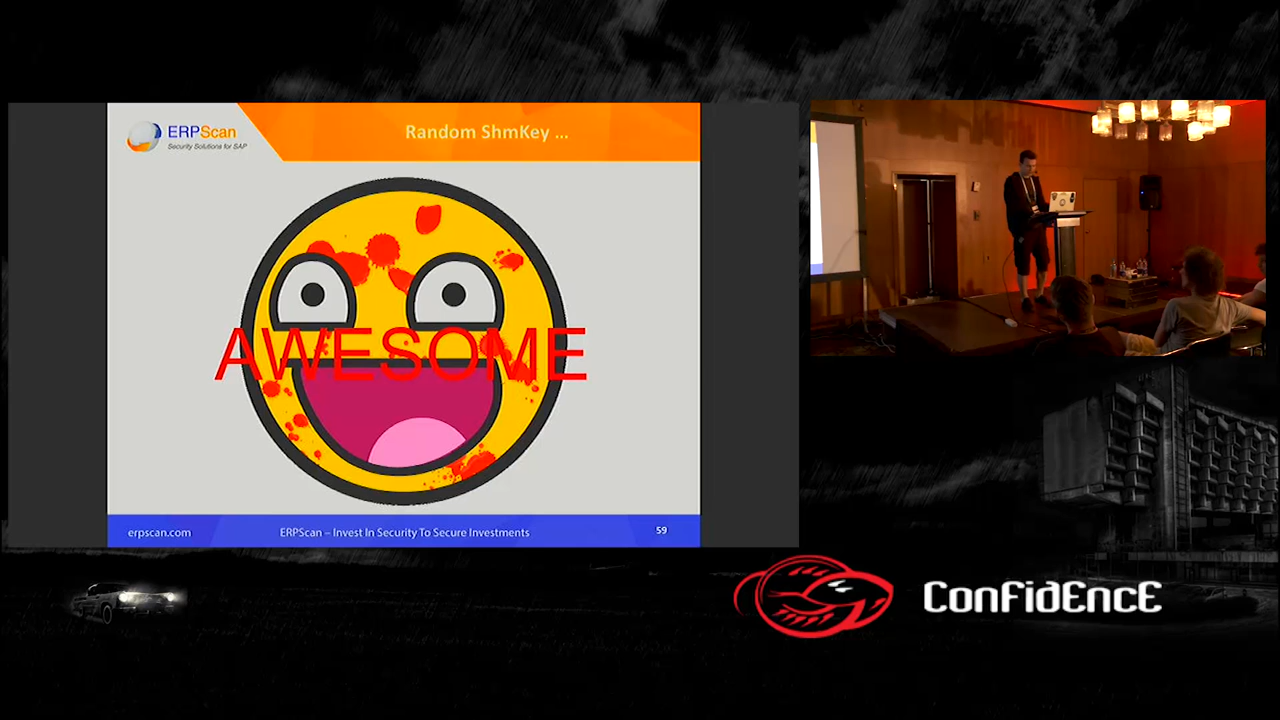 ERPScan
Security Solutions for SAP
Random ShmKey ...
AWESOME
erpscan.com
ERPScan – Invest In Security To Secure Investments
59
ConFidEncE